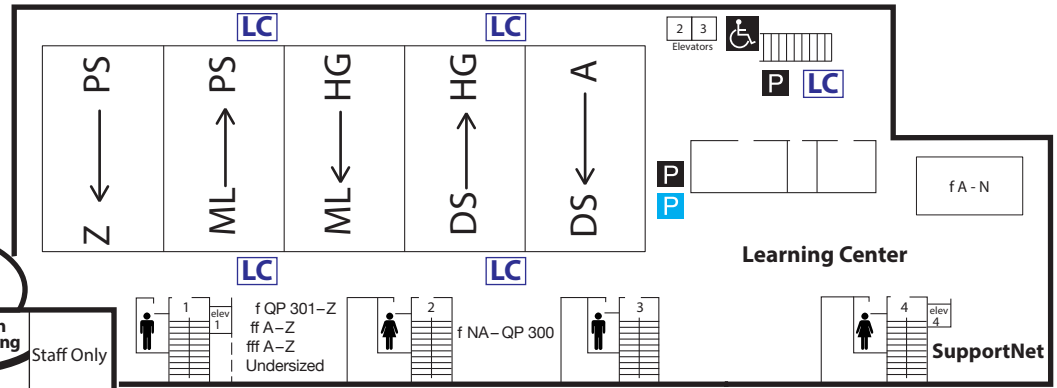 LC
LC
2 3
Elevators
P
LC
PS
Z
PS
ML
HG
ML
HG
DS
A
DS
P
P
f A - N
Learning Center
LC
LC
1
elev
1
f QP 301–Z
ff A–Z
fff A–Z
Undersized
2
f NA–QP 300
3
4
elev
4
SupportNet
Staff Only